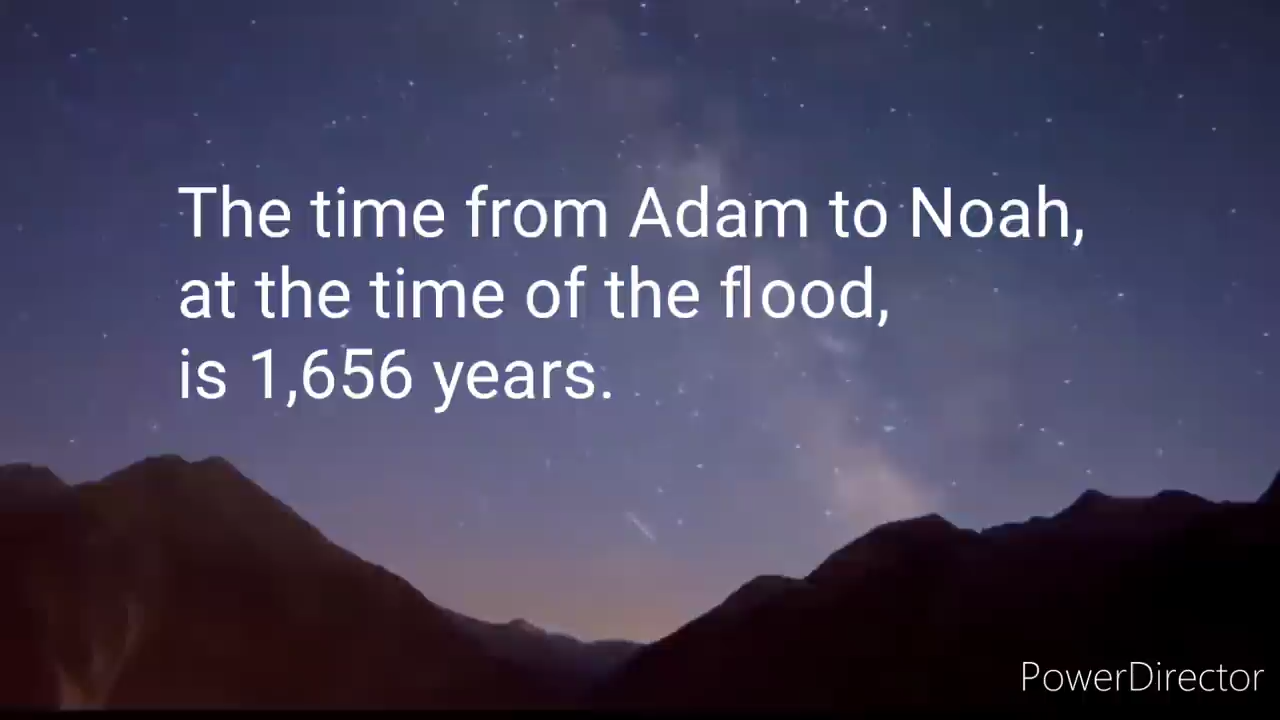 The time from Adam to Noah,
at the time of the flood,
is 1,656 years.
PowerDirector